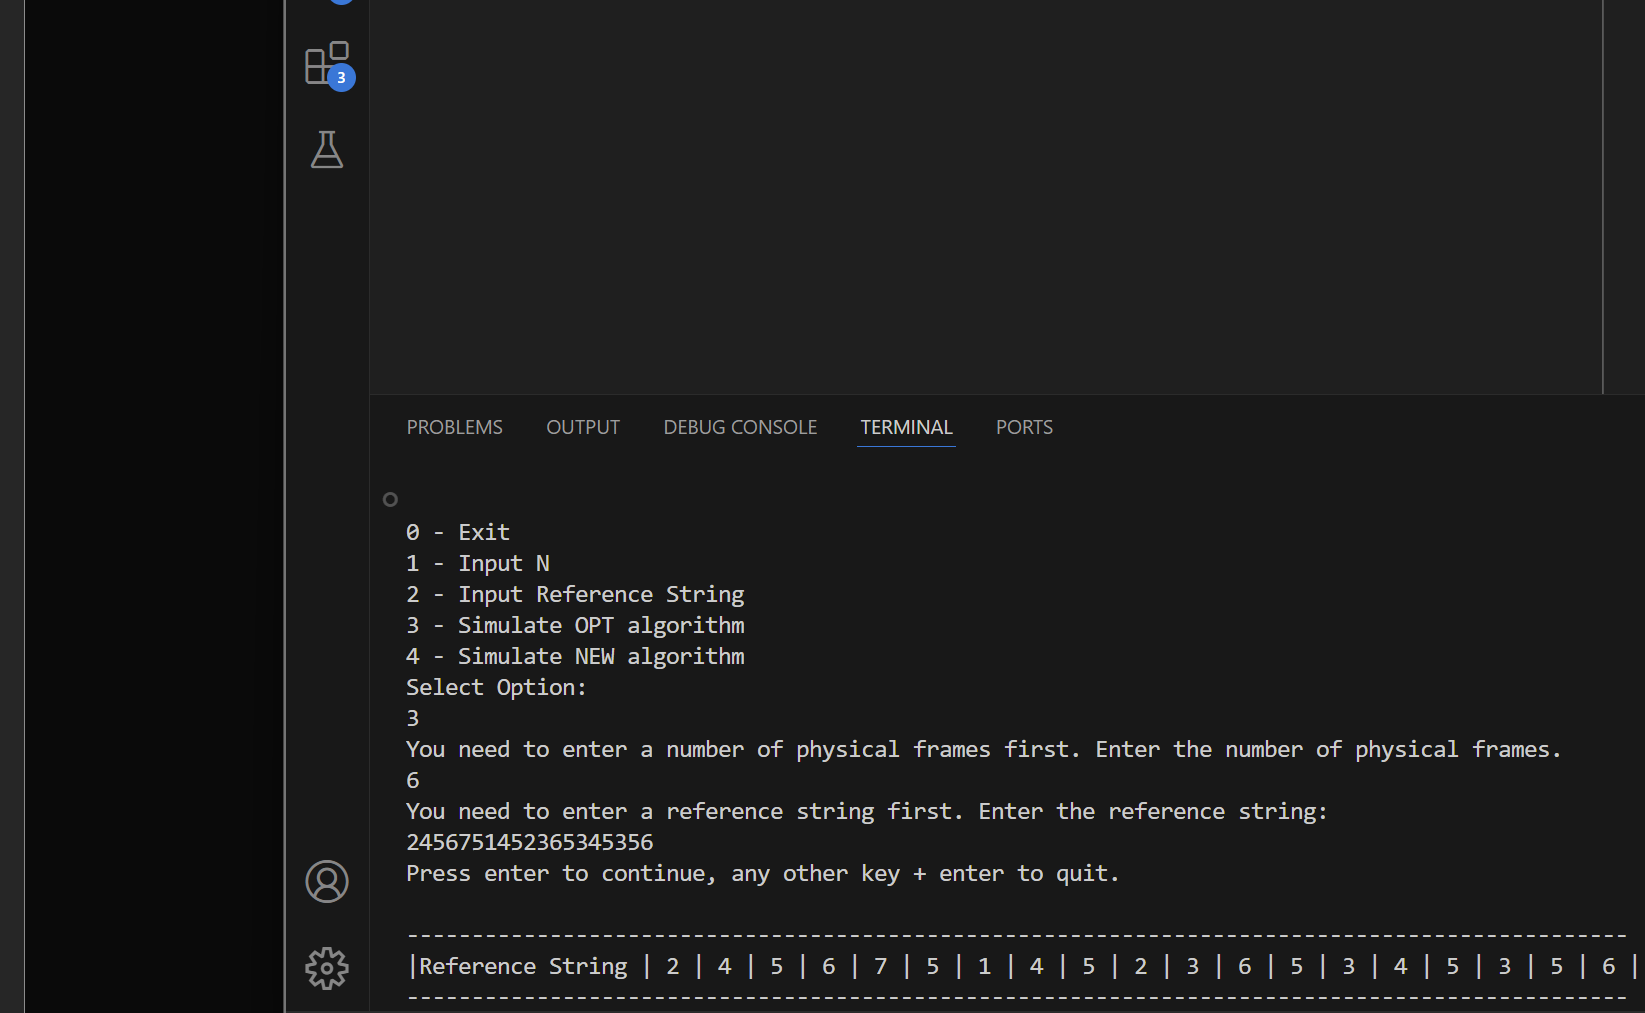 3
PROBLEMS OUTPUT DEBUG CONSOLE TERMINAL PORTS
0 - Exit
1 - Input N
2 - Input Reference String
3 - Simulate OPT algorithm
4 - Simulate NEW algorithm
Select Option:
3
You need to enter a number of physical frames first. Enter the number of physical frames.
6
You need to enter a reference string first. Enter the reference string:
2456751452365345356
Press enter to continue, any other key + enter to quit.
----------------------------------------------------------------------------------------------
|Reference String | 2 | 4 | 5 | 6 | 7 | 5 | 1 | 4 | 5 | 2 | 3 | 6 | 5 | 3 | 4 | 5 | 3 | 5 | 6 |
----------------------------------------------------------------------------------------------